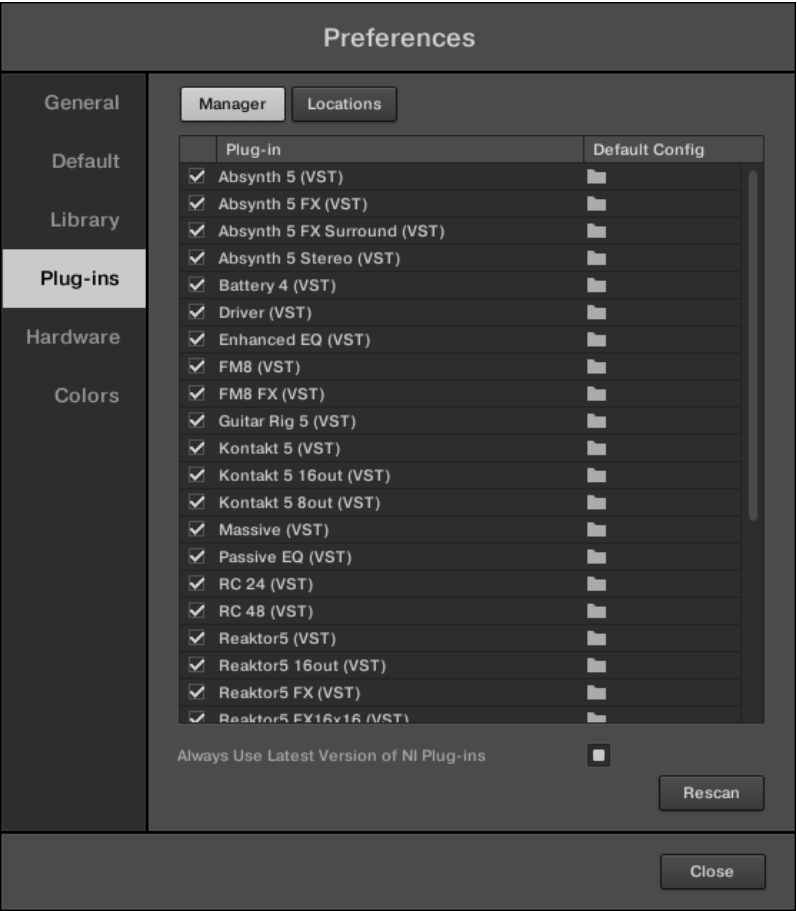 Preferences
General
Default
Library
Plug-ins
Hardware
Colors
Manager
Locations
Plug-in
Default Config
Absynth 5 (VST)
Absynth 5 FX (VST)
Absynth 5 FX Surround (VST)
Absynth 5 Stereo (VST)
Battery 4 (VST)
Driver (VST)
Enhanced EQ (VST)
FM8 (VST)
FM8 FX (VST)
Guitar Rig 5 (VST)
Kontakt 5 (VST)
Kontakt 5 16out (VST)
Kontakt 5 8out (VST)
Massive (VST)
Passive EQ (VST)
RC 24 (VST)
RC 48 (VST)
Reaktor5 (VST)
Reaktor5 16out (VST)
Reaktor5 FX (VST)
Reaktor5 FX16x16 (VST)
Always Use Latest Version of NI Plug-ins
Rescan
Close